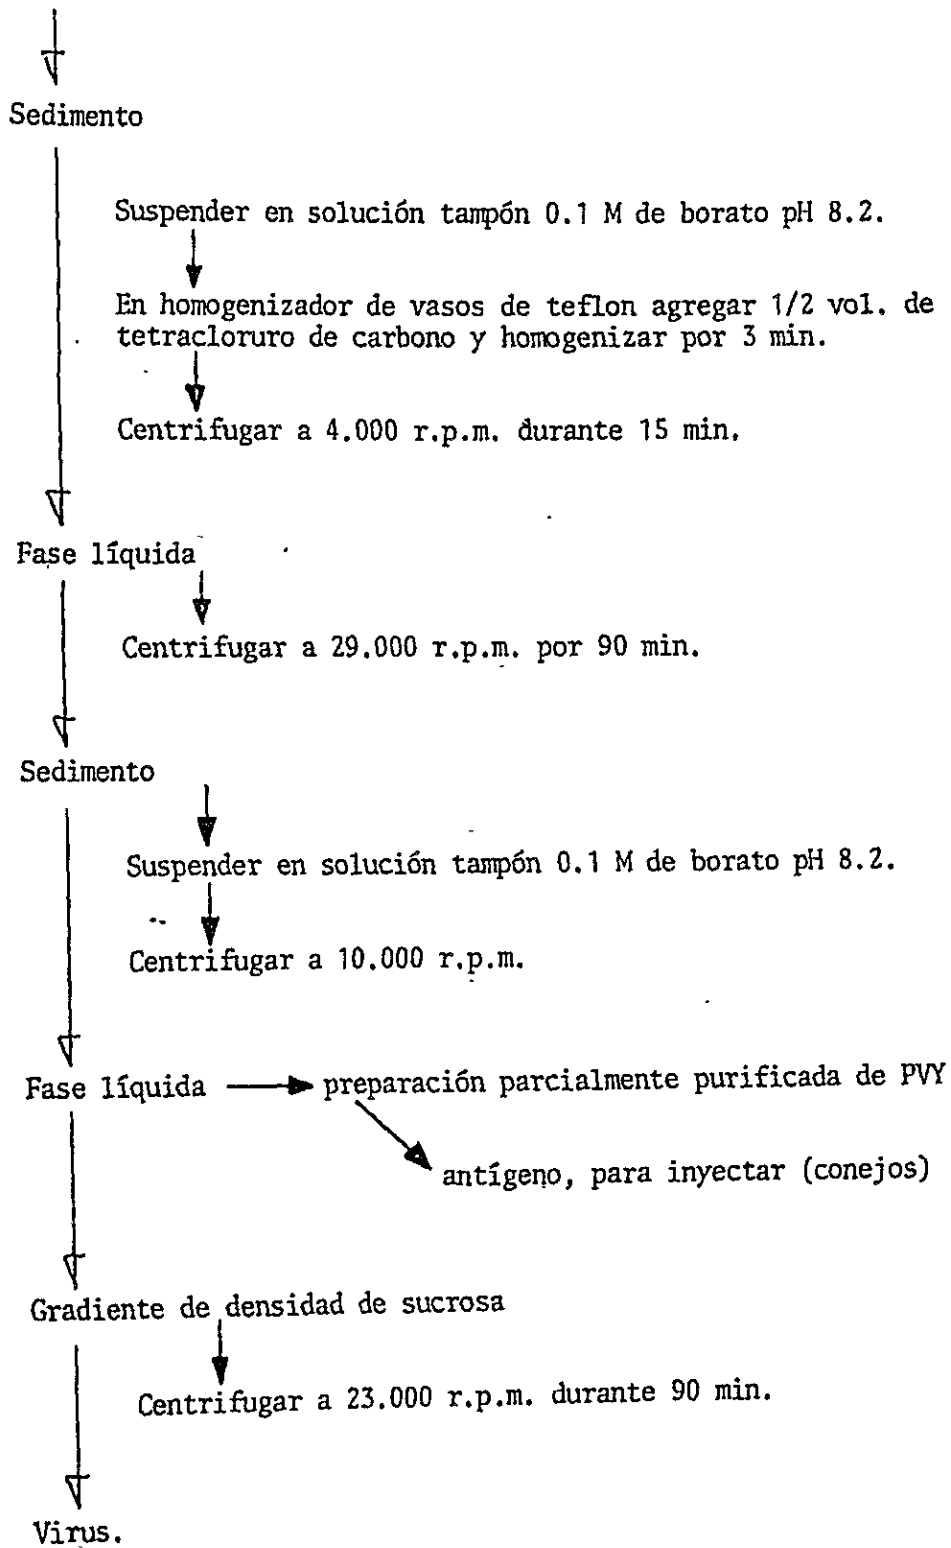 Sedimento
Suspender en solución tampón 0.1 M de borato pH 8.2.
En homogenizador de vasos de teflon agregar 1/2 vol. de
tetracloruro de carbono y homogenizar por 3 min.
Centrifugar a 4.000 r.p.m. durante 15 min.
Fase líquida
Centrifugar a 29.000 r.p.m. por 90 min.
Sedimento
Suspender en solución tampón 0.1 M de borato pH 8.2.
Centrifugar a 10.000 r.p.m.
Fase líquida preparación parcialmente purificada de PVY
antígeno, para inyectar (conejos)
Gradiente de densidad de sucrosa
Centrifugar a 23.000 r.p.m. durante 90 min.
Virus.